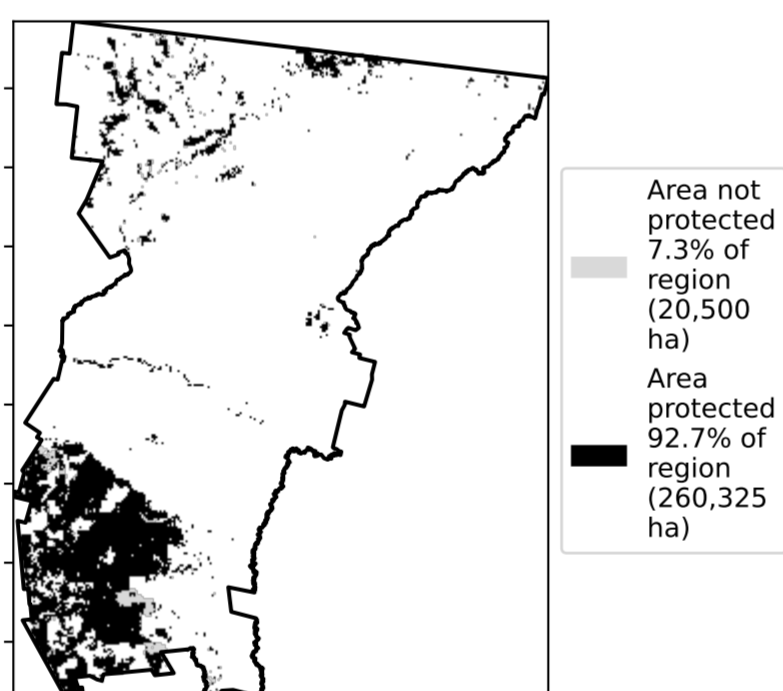 Area not
protected
7.3% of
region
(20,500
ha)
Area
protected
92.7% of
region
(260,325
ha)